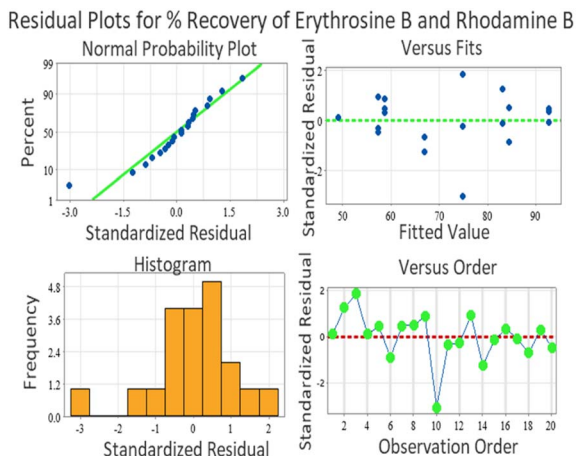 Residual Plots for % Recovery of Erythrosine B and Rhodamine B
Normal Probability Plot
99
90
50
10
1
Percent
-3.0 -1.5 0.0 1.5 3.0
Standardized Residual
Versus Fits
2
0
-2
Standardized Residual
50 60 70 80 90
Fitted Value
Histogram
4.8
3.6
2.4
1.2
0.0
Frequency
-3 -2 -1 0 1 2
Standardized Residual
Versus Order
2
0
-2
Standardized Residual
2 4 6 8 10 12 14 16 18 20
Observation Order